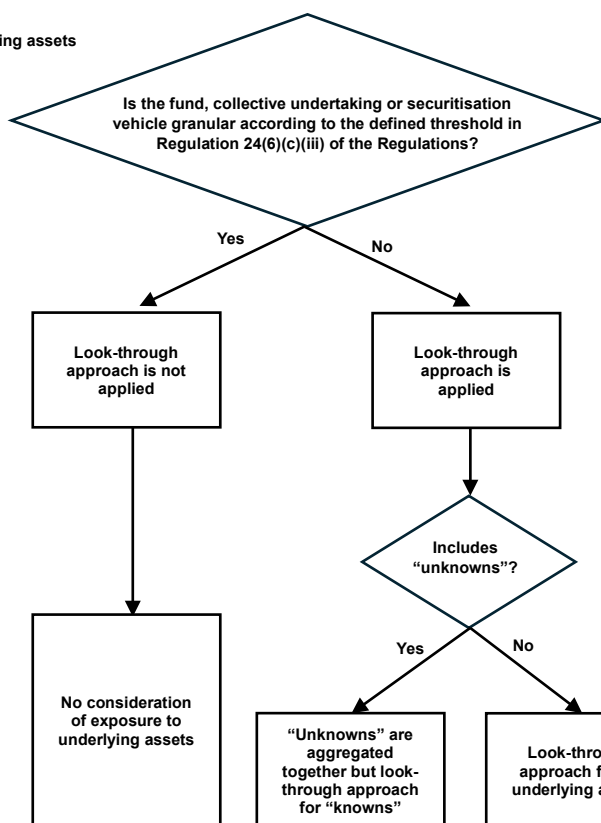 assets
Is the fund, collective undertaking or securitisation
vehicle granular according to the defined threshold in
Regulation 24(6)(c)(iii) of the Regulations?
Yes
No
Look-through
approach is not
applied
Look-through
approach is
applied
Includes
“unknowns”?
Yes
No
No consideration
of exposure to
underlying assets
“Unknowns” are
aggregated
together but look-
through approach
for “knowns”
approach
underlying